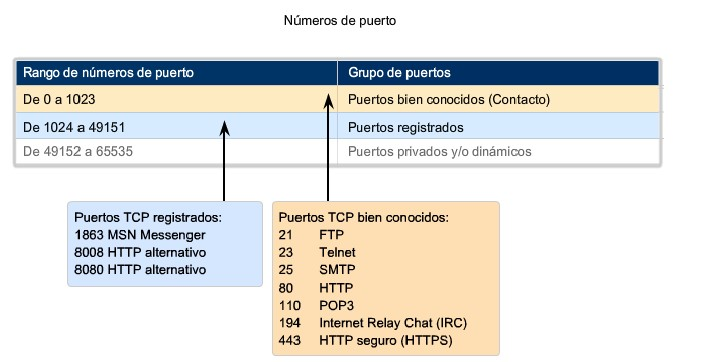 Números de puerto
Rango de números de puerto Grupo de puertos
De 0 a 1023 Puertos bien conocidos (Contacto)
De 1024 a 49151 Puertos registrados
De 49152 a 65535 Puertos privados y/o dinámicos
Puertos TCP registrados:
1863 MSN Messenger
8008 HTTP alternativo
8080 HTTP alternativo
Puertos TCP bien conocidos:
21 FTP
23 Telnet
25 SMTP
80 HTTP
110 POP3
194 Internet Relay Chat (IRC)
443 HTTP seguro (HTTPS)